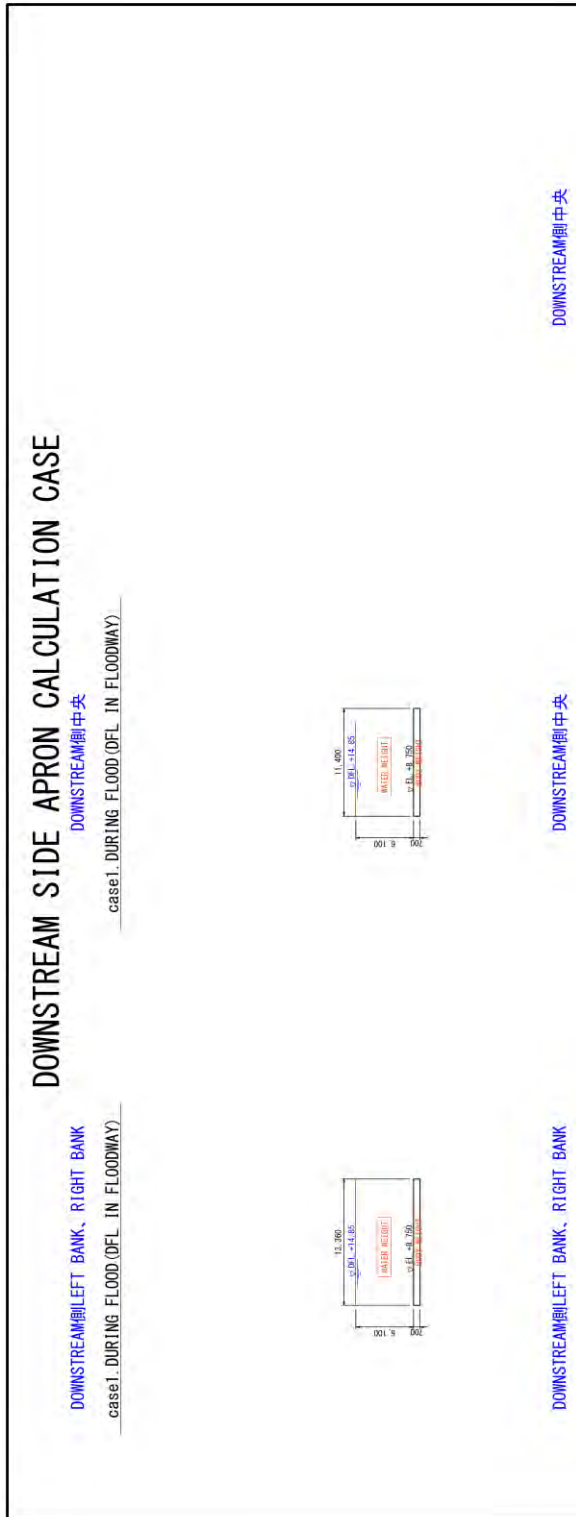 DOWNSTREAM SIDE APRON CALCULATION CASE
DOWNSTREAM側LEFT BANK、RIGHT BANK
DOWNSTREAM側中央
case1.DURING FLOOD(DFL IN FLOODWAY)
case1.DURING FLOOD(DFL IN FLOODWAY)
▽DFL +14.85
WATER WEIGHT
▽EL +8.750
BODY WEIGHT
6,100
700
11,400
▽DFL +14.85
WATER WEIGHT
▽EL +8.750
BODY WEIGHT
6,100
700
DOWNSTREAM側LEFT BANK、RIGHT BANK
DOWNSTREAM側中央
DOWNSTREAM側中央